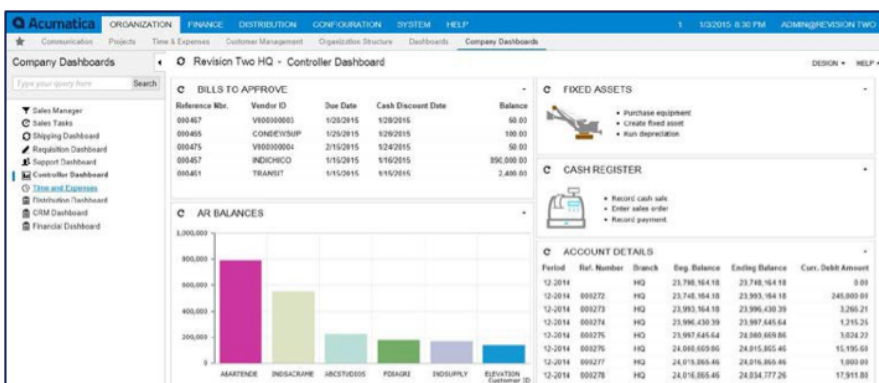 Acumatica ORGANIZATION FINANCE DISTRIBUTION CONFIGURATION SYSTEM HELP 1/3/2015 8:30 PM ADMIN@REVISION TWO
Communication Projects Time & Expenses Customer Management Organization Structure Dashboards Company Dashboards
Company Dashboards
Revision Two HQ - Controller Dashboard
DESIGN HELP
Type your query here Search
Sales Manager
Sales Tasks
Shipping Dashboard
Requisition Dashboard
Support Dashboard
Controller Dashboard
Time and Expenses
Distribution Dashboard
CRM Dashboard
Financial Dashboard
BILLS TO APPROVE
Reference Nbr. Vendor ID Due Date Cash Discount Date Balance
000467 V000000003 1/20/2015 1/20/2015 50.00
000465 CONDEWSUP 1/25/2015 1/26/2015 100.00
000475 V000000004 2/15/2015 1/24/2015 50.00
000457 INDICHICO 1/15/2015 1/16/2015 890,000.00
000461 TRANSIT 1/15/2015 1/15/2015 2,400.00
AR BALANCES
1,000,000
800,000
600,000
400,000
200,000
0
ABARTENDE INDSACRAME ABCSTUDIOS FDIAGRI INDSUPPLY ELEVATION
Customer ID
FIXED ASSETS
Purchase equipment
Create fixed asset
Run depreciation
CASH REGISTER
Record cash sale
Enter sales order
Record payment
ACCOUNT DETAILS
Period Ref. Number Branch Beg. Balance Ending Balance Curr. Debit Amount
12-2014 HQ 23,748,164.18 23,748,164.18 0.00
12-2014 000272 HQ 23,748,164.18 23,993,164.18 245,000.00
12-2014 000273 HQ 23,993,164.18 23,996,430.39 3,266.21
12-2014 000274 HQ 23,996,430.39 23,997,645.64 1,215.25
12-2014 000275 HQ 23,997,645.64 24,000,669.86 3,024.22
12-2014 000276 HQ 24,000,669.86 24,015,865.46 15,195.60
12-2014 000277 HQ 24,015,865.46 24,016,865.46 1,000.00
12-2014 000278 HQ 24,016,865.46 24,034,777.26 17,911.80